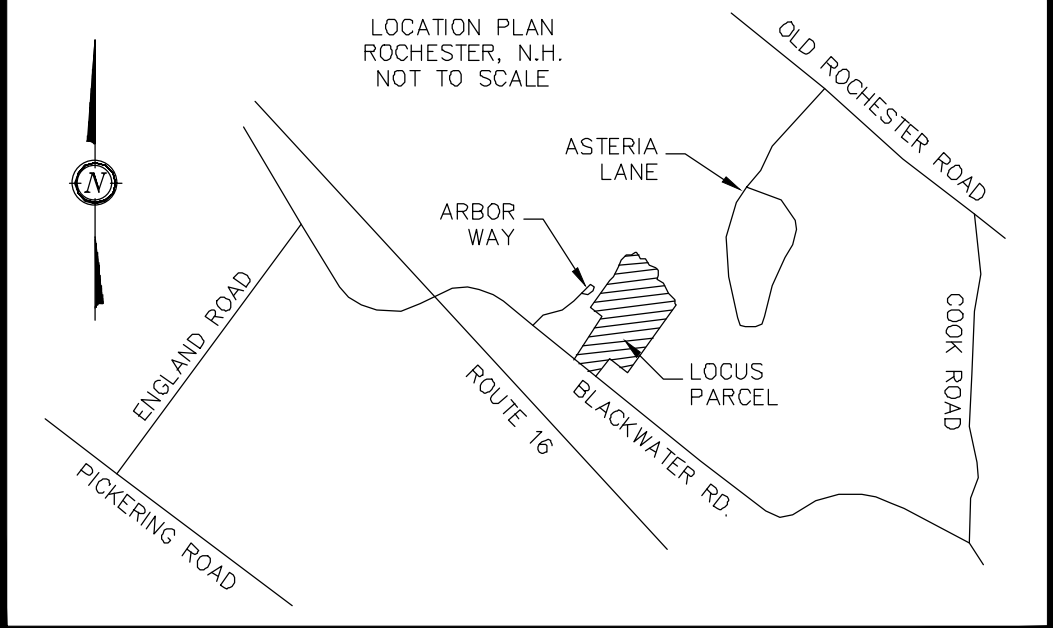 LOCATION PLAN
ROCHESTER, N.H.
NOT TO SCALE
OLD ROCHESTER ROAD
ASTERIA
LANE
N
ARBOR
WAY
ENGLAND ROAD
COOK ROAD
LOCUS
PARCEL
ROUTE 16
BLACKWATER RD.
PICKERING ROAD